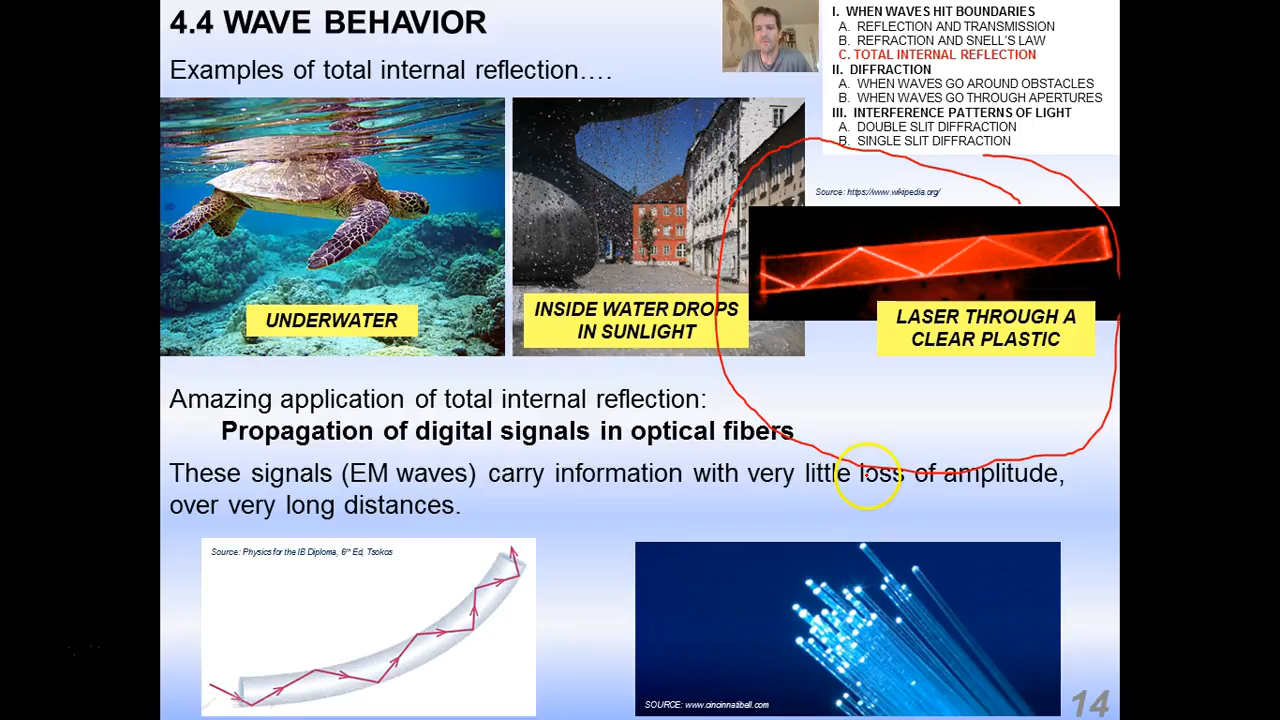 4.4 WAVE BEHAVIOR
Examples of total internal reflection….
I. WHEN WAVES HIT BOUNDARIES
A. REFLECTION AND TRANSMISSION
B. REFRACTION AND SNELL'S LAW
C. TOTAL INTERNAL REFLECTION
II. DIFFRACTION
A. WHEN WAVES GO AROUND OBSTACLES
B. WHEN WAVES GO THROUGH APERTURES
III. INTERFERENCE PATTERNS OF LIGHT
A. DOUBLE SLIT DIFFRACTION
B. SINGLE SLIT DIFFRACTION
Source: https://www.wikipedia.org/
UNDERWATER
INSIDE WATER DROPS
IN SUNLIGHT
LASER THROUGH A
CLEAR PLASTIC
Amazing application of total internal reflection:
Propagation of digital signals in optical fibers
These signals (EM waves) carry information with very little loss of amplitude,
over very long distances.
Source: Physics for the IB Diploma, 6th Ed, Tsokos
SOURCE: www.cincinnatibell.com
14